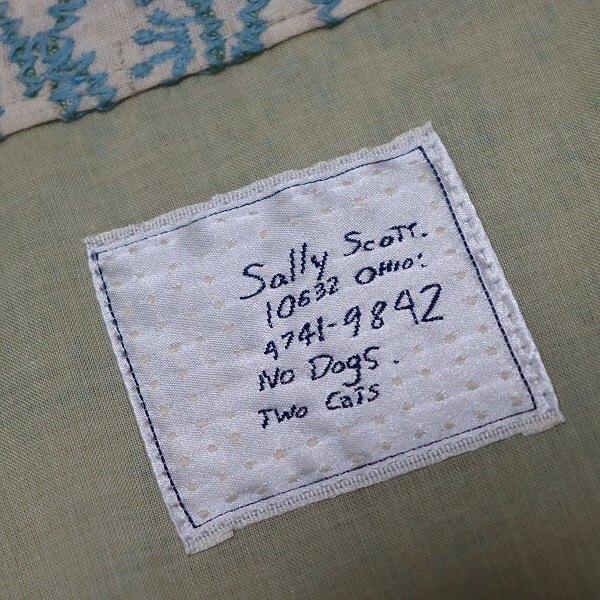 Sally Scott.
10632 OHIO:
4741-9842
No Dogs.
Two Cats